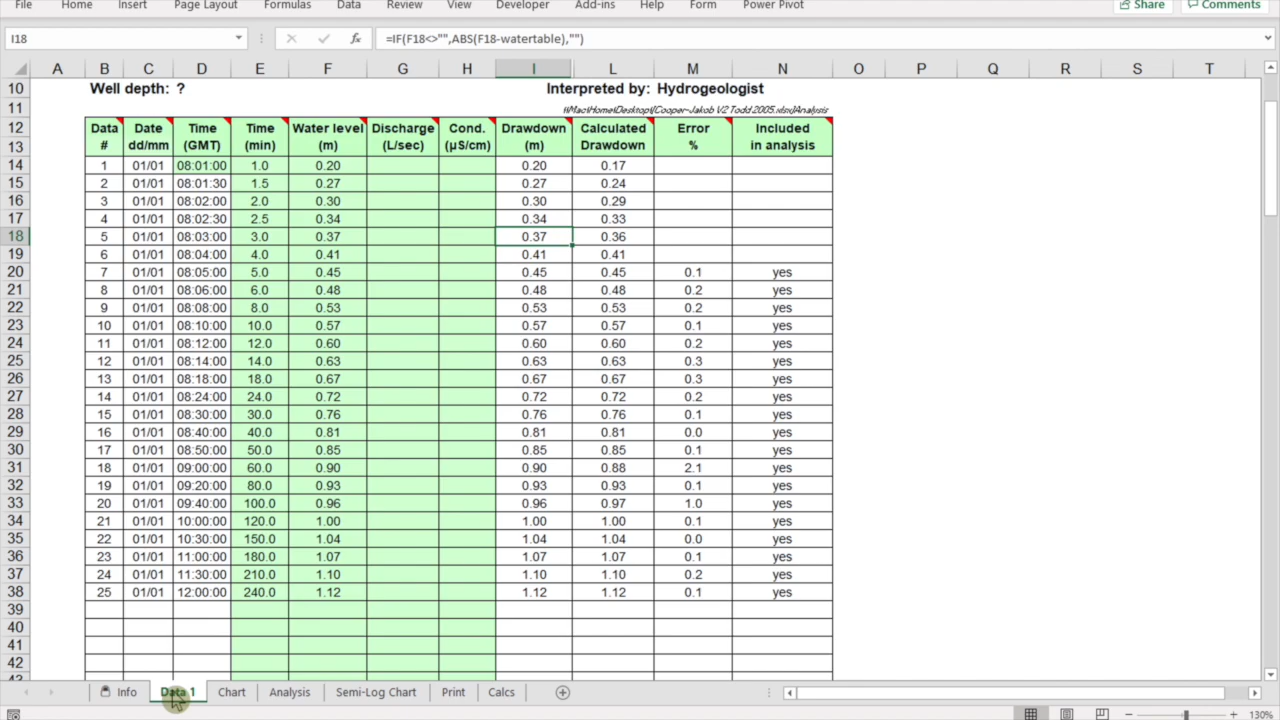 File Home Insert Page Layout Formulas Data Review View Developer Add-ins Help Form Power Pivot Share Comments
I18 fx =IF(F18<>"",ABS(F18-watertable),"")
A B C D E F G H I L M N O P Q R S T
10 Well depth: ? Interpreted by: Hydrogeologist
11 \\Mac\Home\Desktop\[Cooper-Jakob V2 Todd 2005.xlsx]Analysis
12 Data Date Time Time Water level Discharge Cond. Drawdown Calculated Error Included
13 # dd/mm (GMT) (min) (m) (L/sec) (µS/cm) (m) Drawdown % in analysis
14 1 01/01 08:01:00 1.0 0.20 0.20 0.17
15 2 01/01 08:01:30 1.5 0.27 0.27 0.24
16 3 01/01 08:02:00 2.0 0.30 0.30 0.29
17 4 01/01 08:02:30 2.5 0.34 0.34 0.33
18 5 01/01 08:03:00 3.0 0.37 0.37 0.36
19 6 01/01 08:04:00 4.0 0.41 0.41 0.41
20 7 01/01 08:05:00 5.0 0.45 0.45 0.45 0.1 yes
21 8 01/01 08:06:00 6.0 0.48 0.48 0.48 0.2 yes
22 9 01/01 08:08:00 8.0 0.53 0.53 0.53 0.2 yes
23 10 01/01 08:10:00 10.0 0.57 0.57 0.57 0.1 yes
24 11 01/01 08:12:00 12.0 0.60 0.60 0.60 0.2 yes
25 12 01/01 08:14:00 14.0 0.63 0.63 0.63 0.3 yes
26 13 01/01 08:18:00 18.0 0.67 0.67 0.67 0.3 yes
27 14 01/01 08:24:00 24.0 0.72 0.72 0.72 0.2 yes
28 15 01/01 08:30:00 30.0 0.76 0.76 0.76 0.1 yes
29 16 01/01 08:40:00 40.0 0.81 0.81 0.81 0.0 yes
30 17 01/01 08:50:00 50.0 0.85 0.85 0.85 0.1 yes
31 18 01/01 09:00:00 60.0 0.90 0.90 0.88 2.1 yes
32 19 01/01 09:20:00 80.0 0.93 0.93 0.93 0.1 yes
33 20 01/01 09:40:00 100.0 0.96 0.96 0.97 1.0 yes
34 21 01/01 10:00:00 120.0 1.00 1.00 1.00 0.1 yes
35 22 01/01 10:30:00 150.0 1.04 1.04 1.04 0.0 yes
36 23 01/01 11:00:00 180.0 1.07 1.07 1.07 0.1 yes
37 24 01/01 11:30:00 210.0 1.10 1.10 1.10 0.2 yes
38 25 01/01 12:00:00 240.0 1.12 1.12 1.12 0.1 yes
39
40
41
42
Info Data 1 Chart Analysis Semi-Log Chart Print Calcs
130%